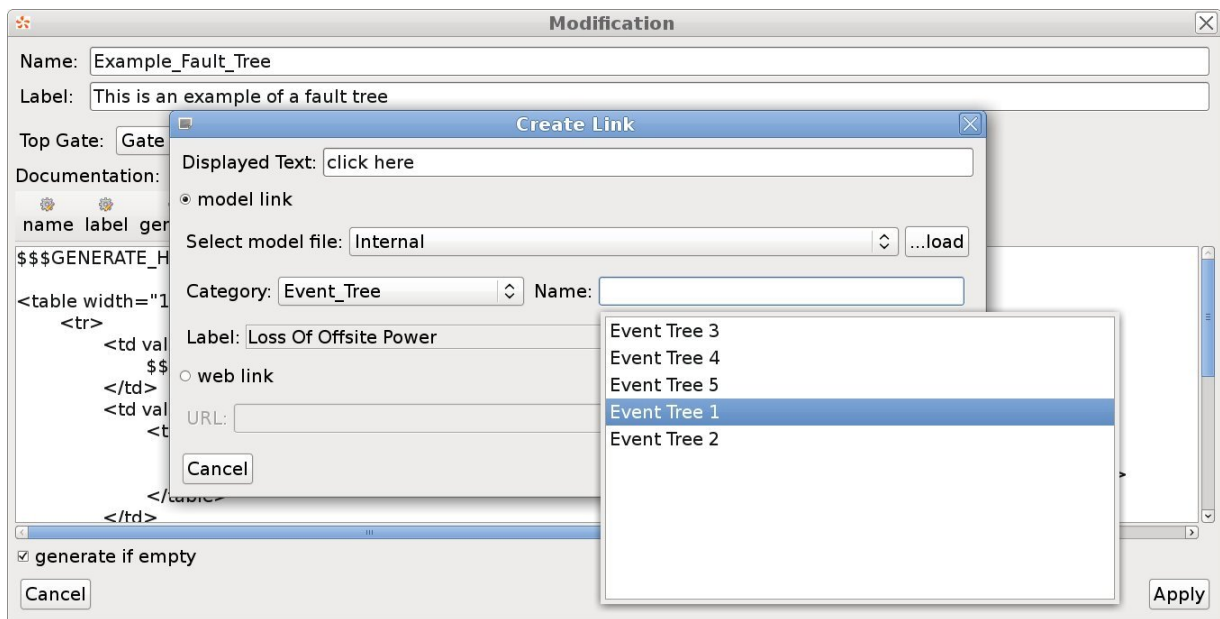 Modification
Name: Example_Fault_Tree
Label: This is an example of a fault tree
Create Link
Top Gate: Gate
Displayed Text: click here
Documentation:
model link
name label ger
Select model file: Internal ...load
$$$GENERATE_H
Category: Event_Tree Name:
<table width="1
<tr>
Label: Loss Of Offsite Power
Event Tree 3
Event Tree 4
Event Tree 5
Event Tree 1
Event Tree 2
<td val
$$
web link
</td>
<td val
URL:
<t
Cancel
>
</table>
</td>
generate if empty
Cancel Apply